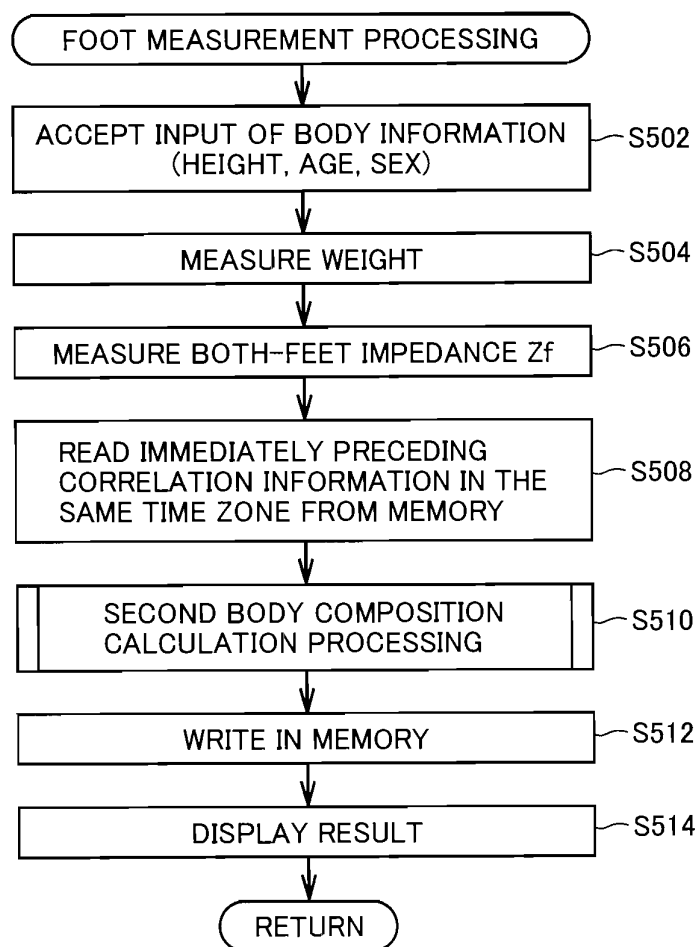 FOOT MEASUREMENT PROCESSING
ACCEPT INPUT OF BODY INFORMATION
(HEIGHT, AGE, SEX)
S502
MEASURE WEIGHT
S504
MEASURE BOTH-FEET IMPEDANCE Zf
S506
READ IMMEDIATELY PRECEDING
CORRELATION INFORMATION IN THE
SAME TIME ZONE FROM MEMORY
S508
SECOND BODY COMPOSITION
CALCULATION PROCESSING
S510
WRITE IN MEMORY
S512
DISPLAY RESULT
S514
RETURN